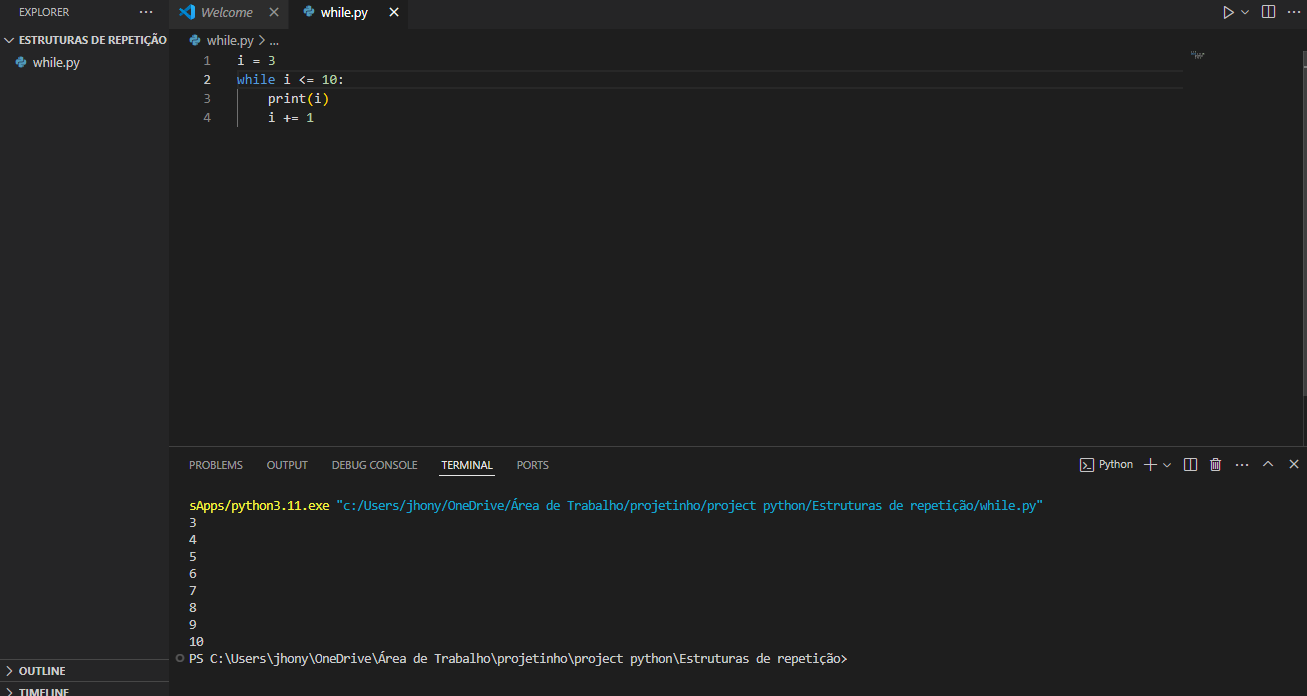 EXPLORER
Welcome
while.py
ESTRUTURAS DE REPETIÇÃO
while.py
while.py > ...
1 i = 3
2 while i <= 10:
3     print(i)
4     i += 1
PROBLEMS OUTPUT DEBUG CONSOLE TERMINAL PORTS
Python
sApps/python3.11.exe "c:/Users/jhony/OneDrive/Área de Trabalho/projetinho/project python/Estruturas de repetição/while.py"
3
4
5
6
7
8
9
10
PS C:\Users\jhony\OneDrive\Área de Trabalho\projetinho\project python\Estruturas de repetição>
OUTLINE
TIMELINE